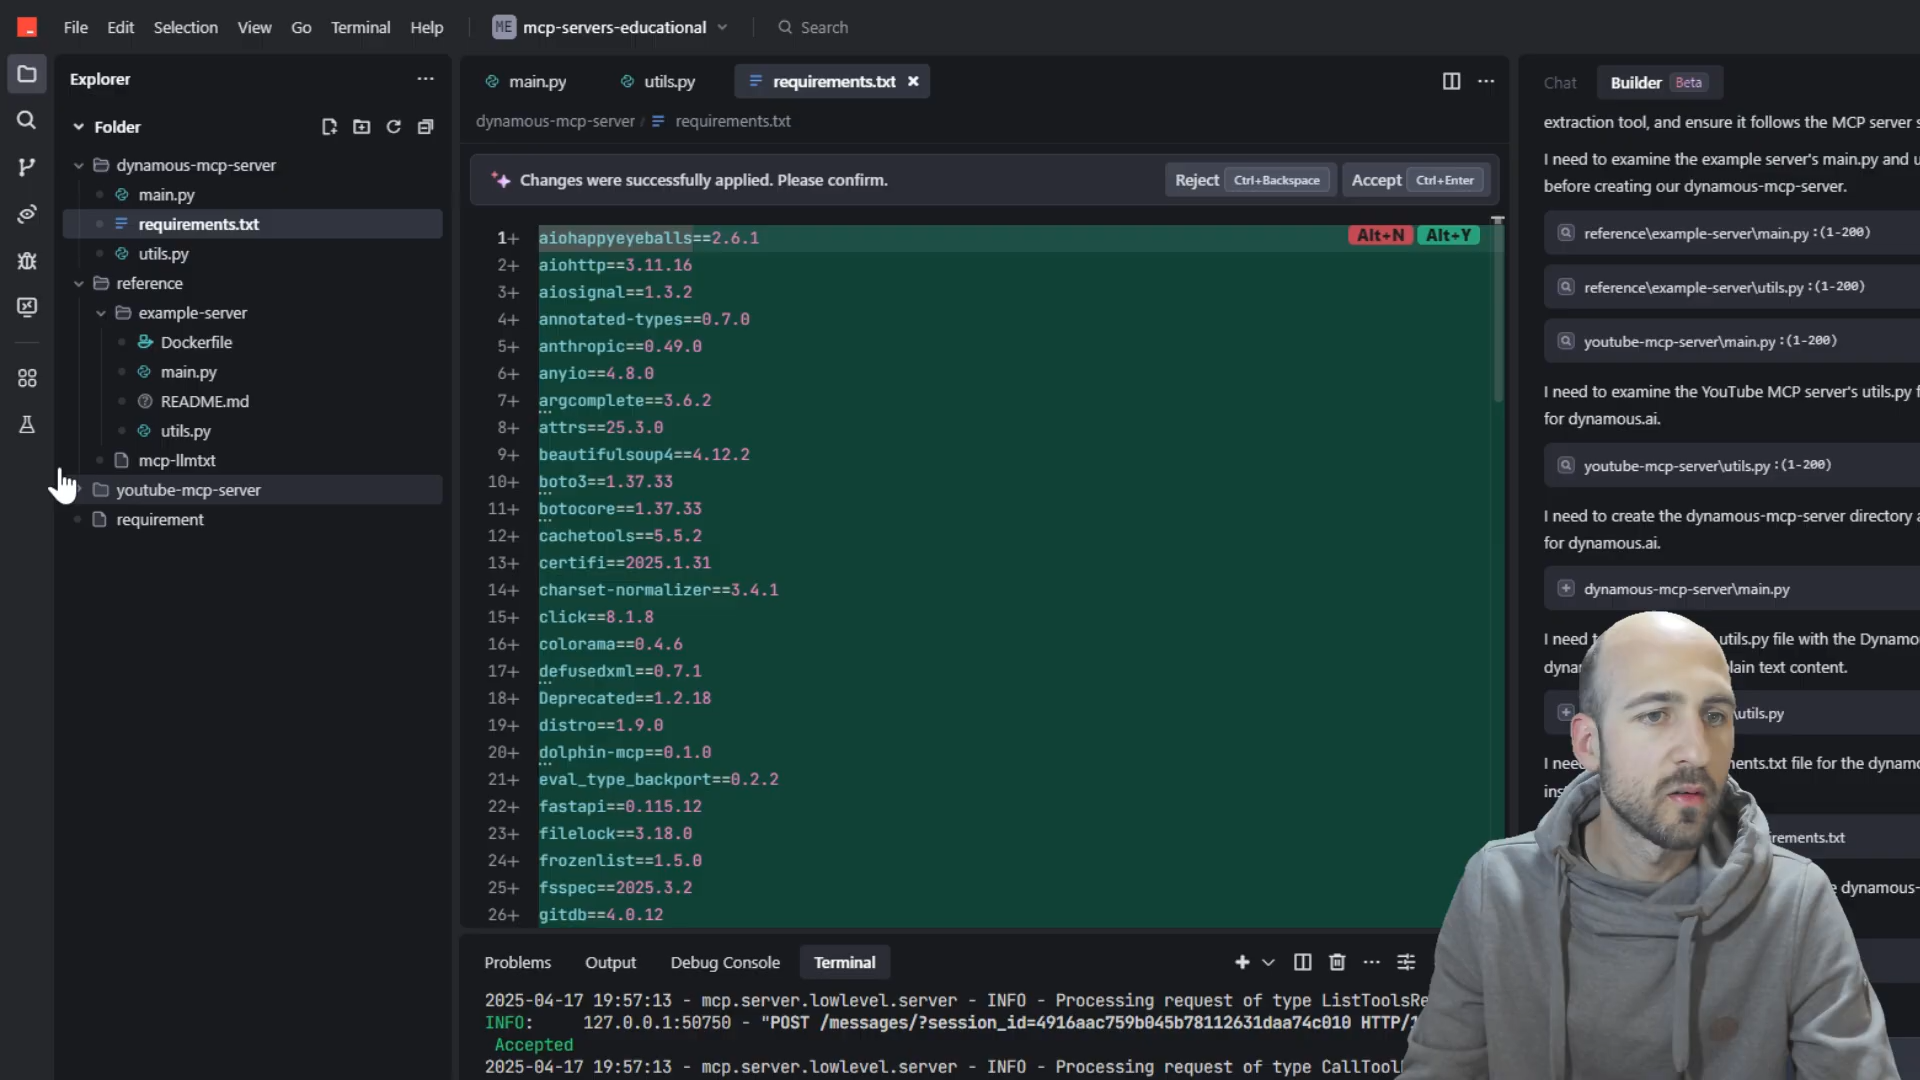 File Edit Selection View Go Terminal Help ME mcp-servers-educational Search
Explorer
Folder
dynamous-mcp-server
main.py
requirements.txt
utils.py
reference
example-server
Dockerfile
main.py
README.md
utils.py
mcp-llmtxt
youtube-mcp-server
requirement
main.py utils.py requirements.txt
dynamous-mcp-server / requirements.txt
Changes were successfully applied. Please confirm. Reject Ctrl+Backspace Accept Ctrl+Enter
Alt+N Alt+Y
1+ aiohappyeyeballs==2.6.1
2+ aiohttp==3.11.16
3+ aiosignal==1.3.2
4+ annotated-types==0.7.0
5+ anthropic==0.49.0
6+ anyio==4.8.0
7+ argcomplete==3.6.2
8+ attrs==25.3.0
9+ beautifulsoup4==4.12.2
10+ boto3==1.37.33
11+ botocore==1.37.33
12+ cachetools==5.5.2
13+ certifi==2025.1.31
14+ charset-normalizer==3.4.1
15+ click==8.1.8
16+ colorama==0.4.6
17+ defusedxml==0.7.1
18+ Deprecated==1.2.18
19+ distro==1.9.0
20+ dolphin-mcp==0.1.0
21+ eval_type_backport==0.2.2
22+ fastapi==0.115.12
23+ filelock==3.18.0
24+ frozenlist==1.5.0
25+ fsspec==2025.3.2
26+ gitdb==4.0.12
Problems Output Debug Console Terminal
2025-04-17 19:57:13 - mcp.server.lowlevel.server - INFO - Processing request of type ListToolsRe
INFO: 127.0.0.1:50750 - "POST /messages/?session_id=4916aac759b045b78112631daa74c010 HTTP/1
Accepted
2025-04-17 19:57:13 - mcp.server.lowlevel.server - INFO - Processing request of type CallTool
Chat Builder Beta
extraction tool, and ensure it follows the MCP server s
I need to examine the example server's main.py and u
before creating our dynamous-mcp-server.
reference\example-server\main.py :(1-200)
reference\example-server\utils.py :(1-200)
youtube-mcp-server\main.py :(1-200)
I need to examine the YouTube MCP server's utils.py f
for dynamous.ai.
youtube-mcp-server\utils.py :(1-200)
I need to create the dynamous-mcp-server directory a
for dynamous.ai.
dynamous-mcp-server\main.py
I need t utils.py file with the Dynamo
dynam lain text content.
\utils.py
I nee ments.txt file for the dynamo
ins
rements.txt
dynamous-